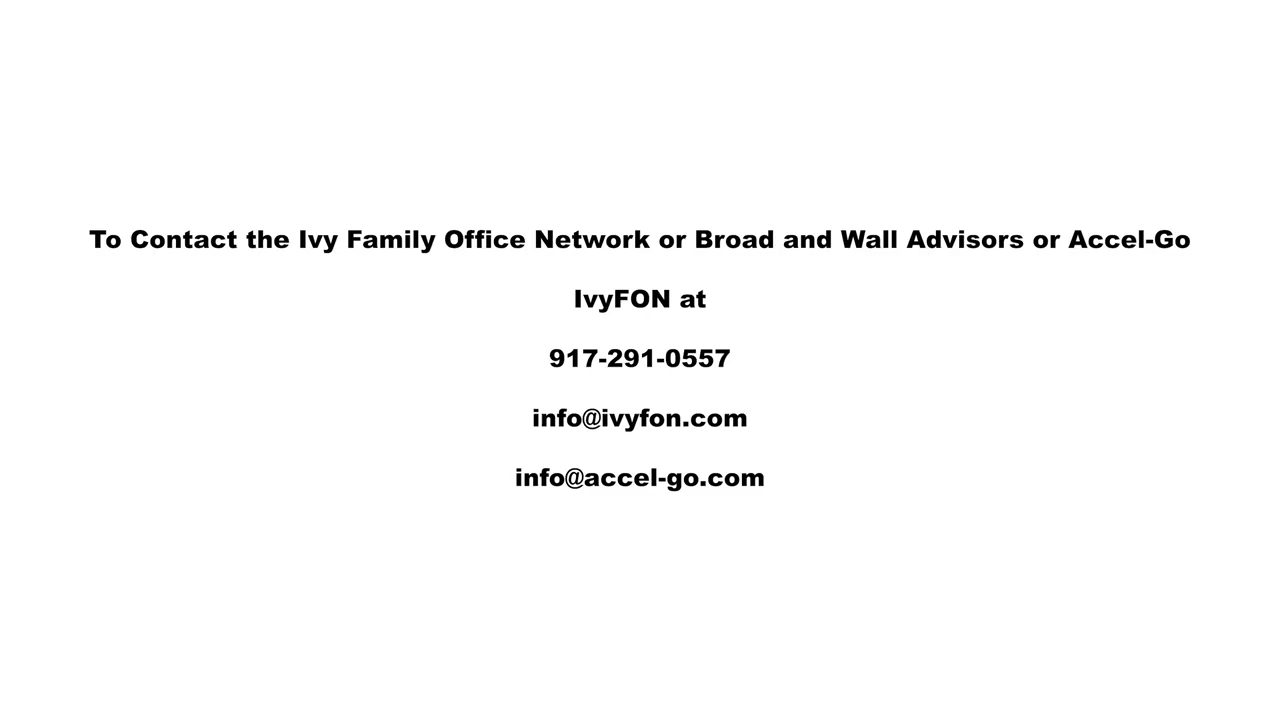 To Contact the Ivy Family Office Network or Broad and Wall Advisors or Accel-Go
IvyFON at
917-291-0557
info@ivyfon.com
info@accel-go.com